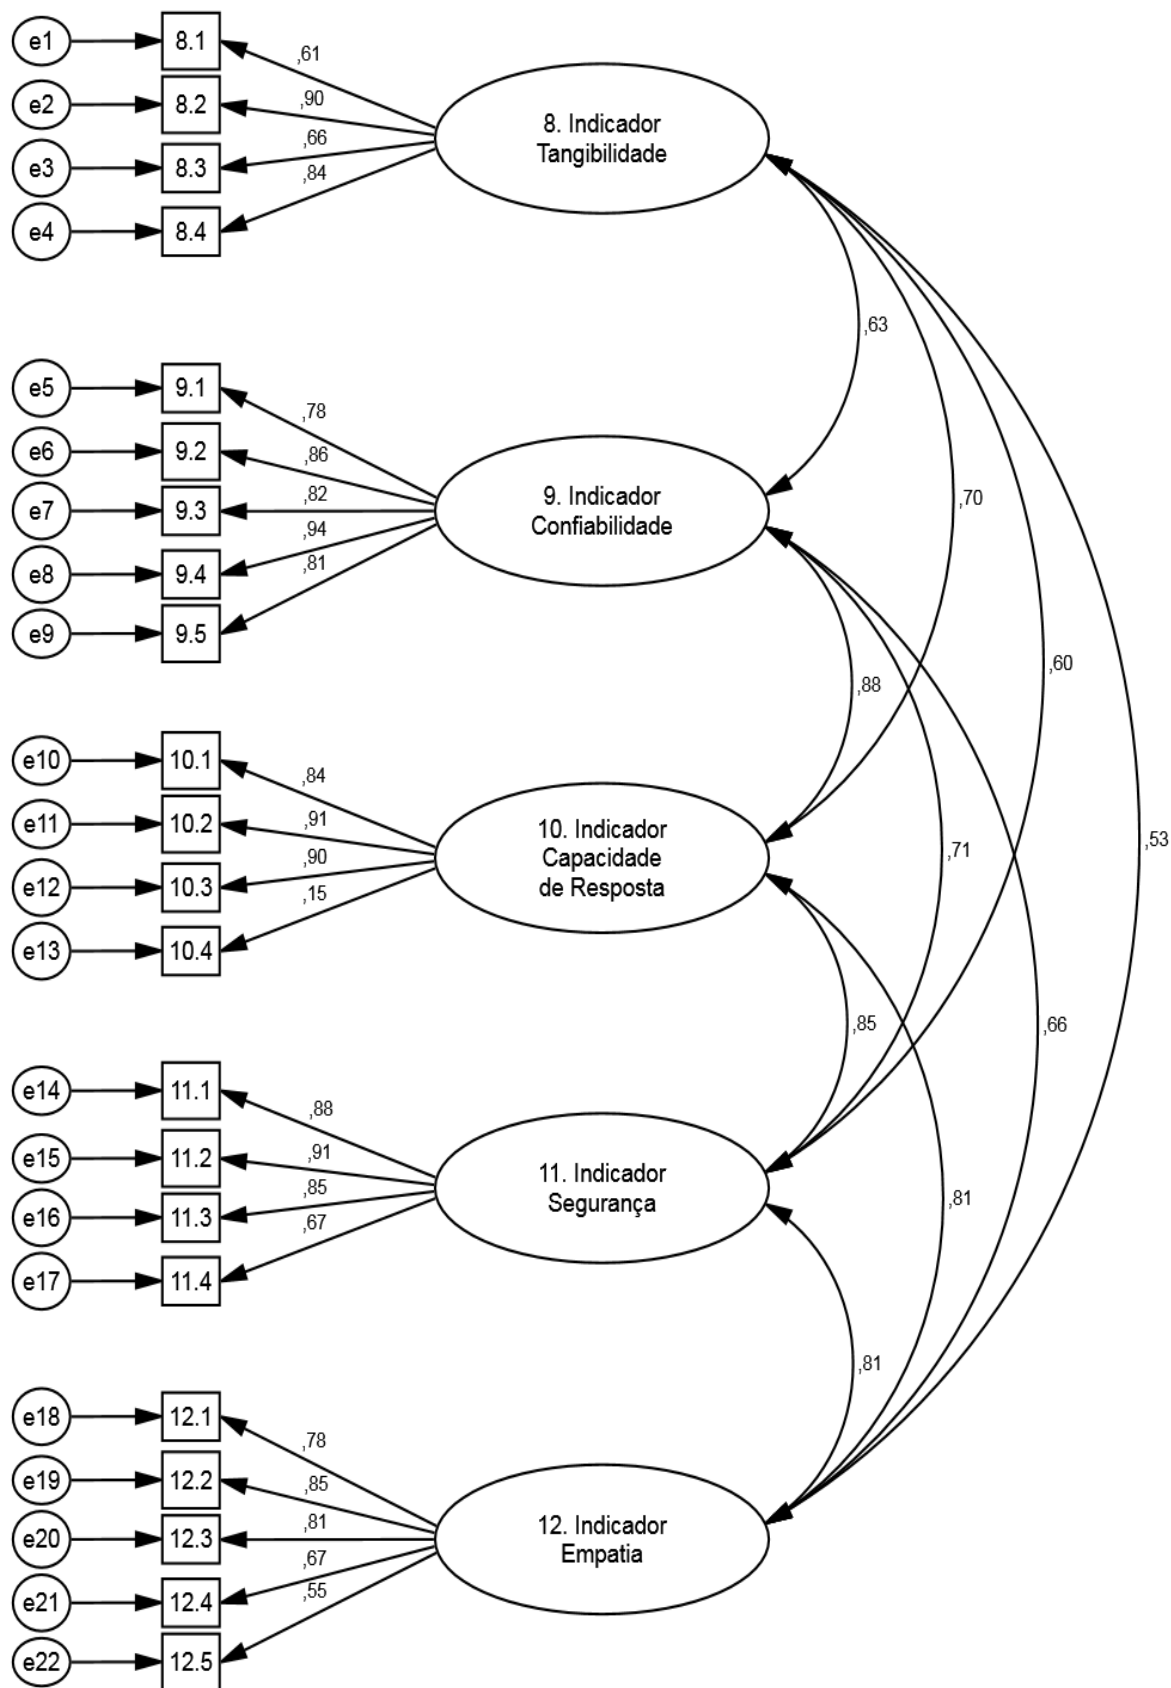 e1
8.1
,61
e2
8.2
,90
e3
8.3
,66
e4
8.4
,84
8. Indicador
Tangibilidade
,63
,70
,60
,53
e5
9.1
,78
e6
9.2
,86
e7
9.3
,82
e8
9.4
,94
e9
9.5
,81
9. Indicador
Confiabilidade
,88
,71
,66
e10
10.1
,84
e11
10.2
,91
e12
10.3
,90
e13
10.4
,15
10. Indicador
Capacidade
de Resposta
,85
,81
e14
11.1
,88
e15
11.2
,91
e16
11.3
,85
e17
11.4
,67
11. Indicador
Segurança
,81
e18
12.1
,78
e19
12.2
,85
e20
12.3
,81
e21
12.4
,67
e22
12.5
,55
12. Indicador
Empatia